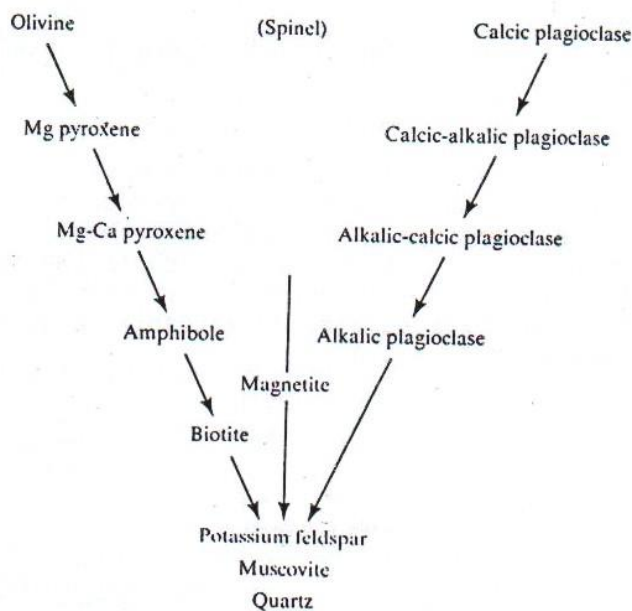 Olivine (Spinel) Calcic plagioclase
Mg pyroxene Calcic-alkalic plagioclase
Mg-Ca pyroxene Alkalic-calcic plagioclase
Amphibole Alkalic plagioclase
Magnetite
Biotite
Potassium feldspar
Muscovite
Quartz